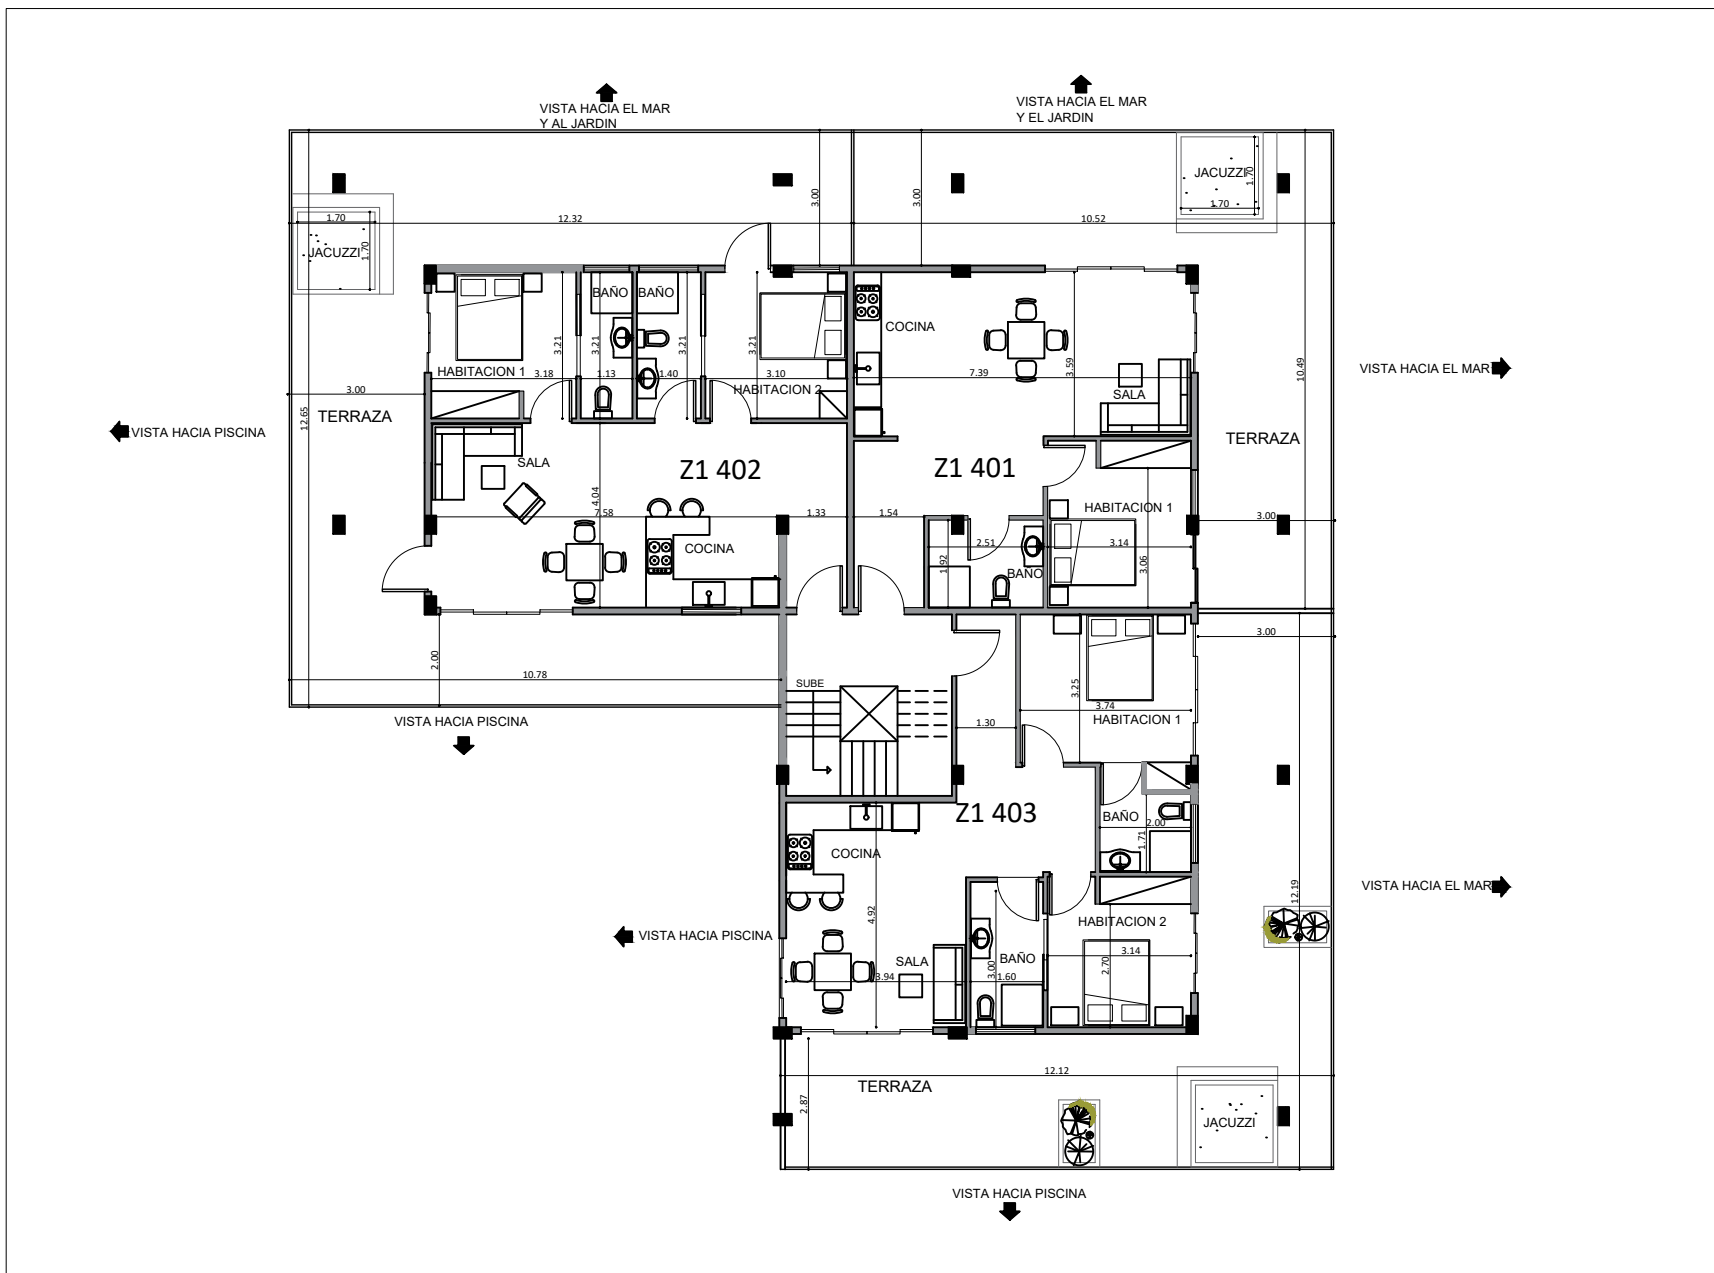 VISTA HACIA EL MAR
Y AL JARDIN
VISTA HACIA EL MAR
Y EL JARDIN
JACUZZI
1.70
1.70
3.00
3.00
12.32
10.52
1.70
1.70
JACUZZI
BAÑO
BAÑO
COCINA
3.21
3.21
3.21
3.21
3.59
HABITACION 1
3.18
1.13
1.40
3.10
HABITACION 2
7.39
SALA
10.49
VISTA HACIA EL MAR
3.00
TERRAZA
12.65
VISTA HACIA PISCINA
TERRAZA
SALA
Z1 402
Z1 401
4.04
7.58
1.33
1.54
HABITACION 1
3.00
COCINA
2.51
3.14
1.92
BAÑO
3.06
3.00
2.00
10.78
SUBE
3.25
3.74
HABITACION 1
1.30
VISTA HACIA PISCINA
Z1 403
BAÑO
2.00
1.71
COCINA
VISTA HACIA EL MAR
12.19
4.92
HABITACION 2
VISTA HACIA PISCINA
SALA
BAÑO
3.14
2.70
3.94
3.00
1.60
12.12
TERRAZA
2.87
JACUZZI
VISTA HACIA PISCINA